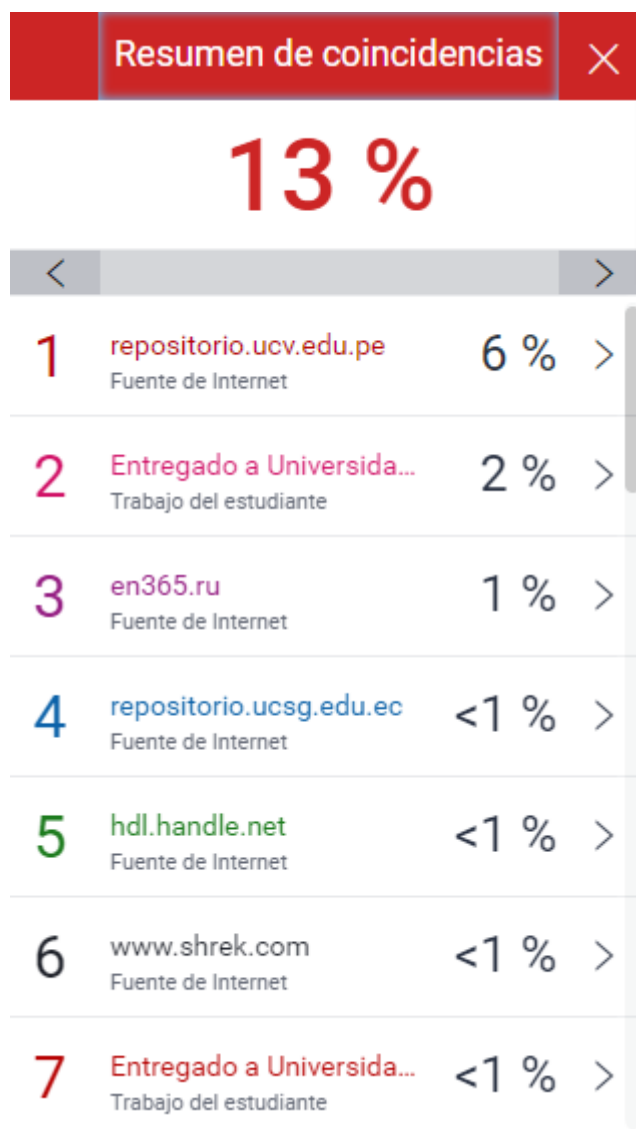 Resumen de coincidencias
13 %
1 repositorio.ucv.edu.pe 6 %
Fuente de Internet
2 Entregado a Universida... 2 %
Trabajo del estudiante
3 en365.ru 1 %
Fuente de Internet
4 repositorio.ucsg.edu.ec <1 %
Fuente de Internet
5 hdl.handle.net <1 %
Fuente de Internet
6 www.shrek.com <1 %
Fuente de Internet
7 Entregado a Universida... <1 %
Trabajo del estudiante